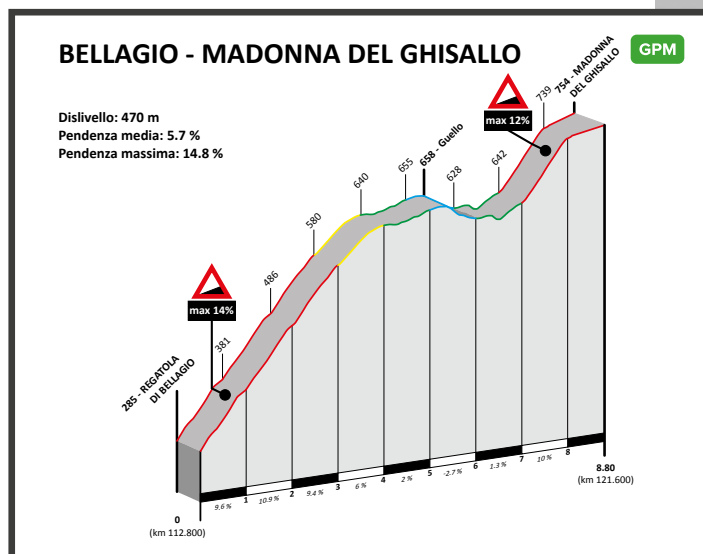 BELLAGIO - MADONNA DEL GHISALLO
GPM
Dislivello: 470 m
Pendenza media: 5.7 %
Pendenza massima: 14.8 %
285 - REGATOLA
DI BELLAGIO
max 14%
381
486
580
640
655
658 - Guello
628
642
max 12%
739
754 - MADONNA
DEL GHISALLO
0
(km 112.800)
9.6 %
1
10.9 %
2
9.4 %
3
6 %
4
2 %
5
-2.7 %
6
1.3 %
7
10 %
8
8.80
(km 121.600)